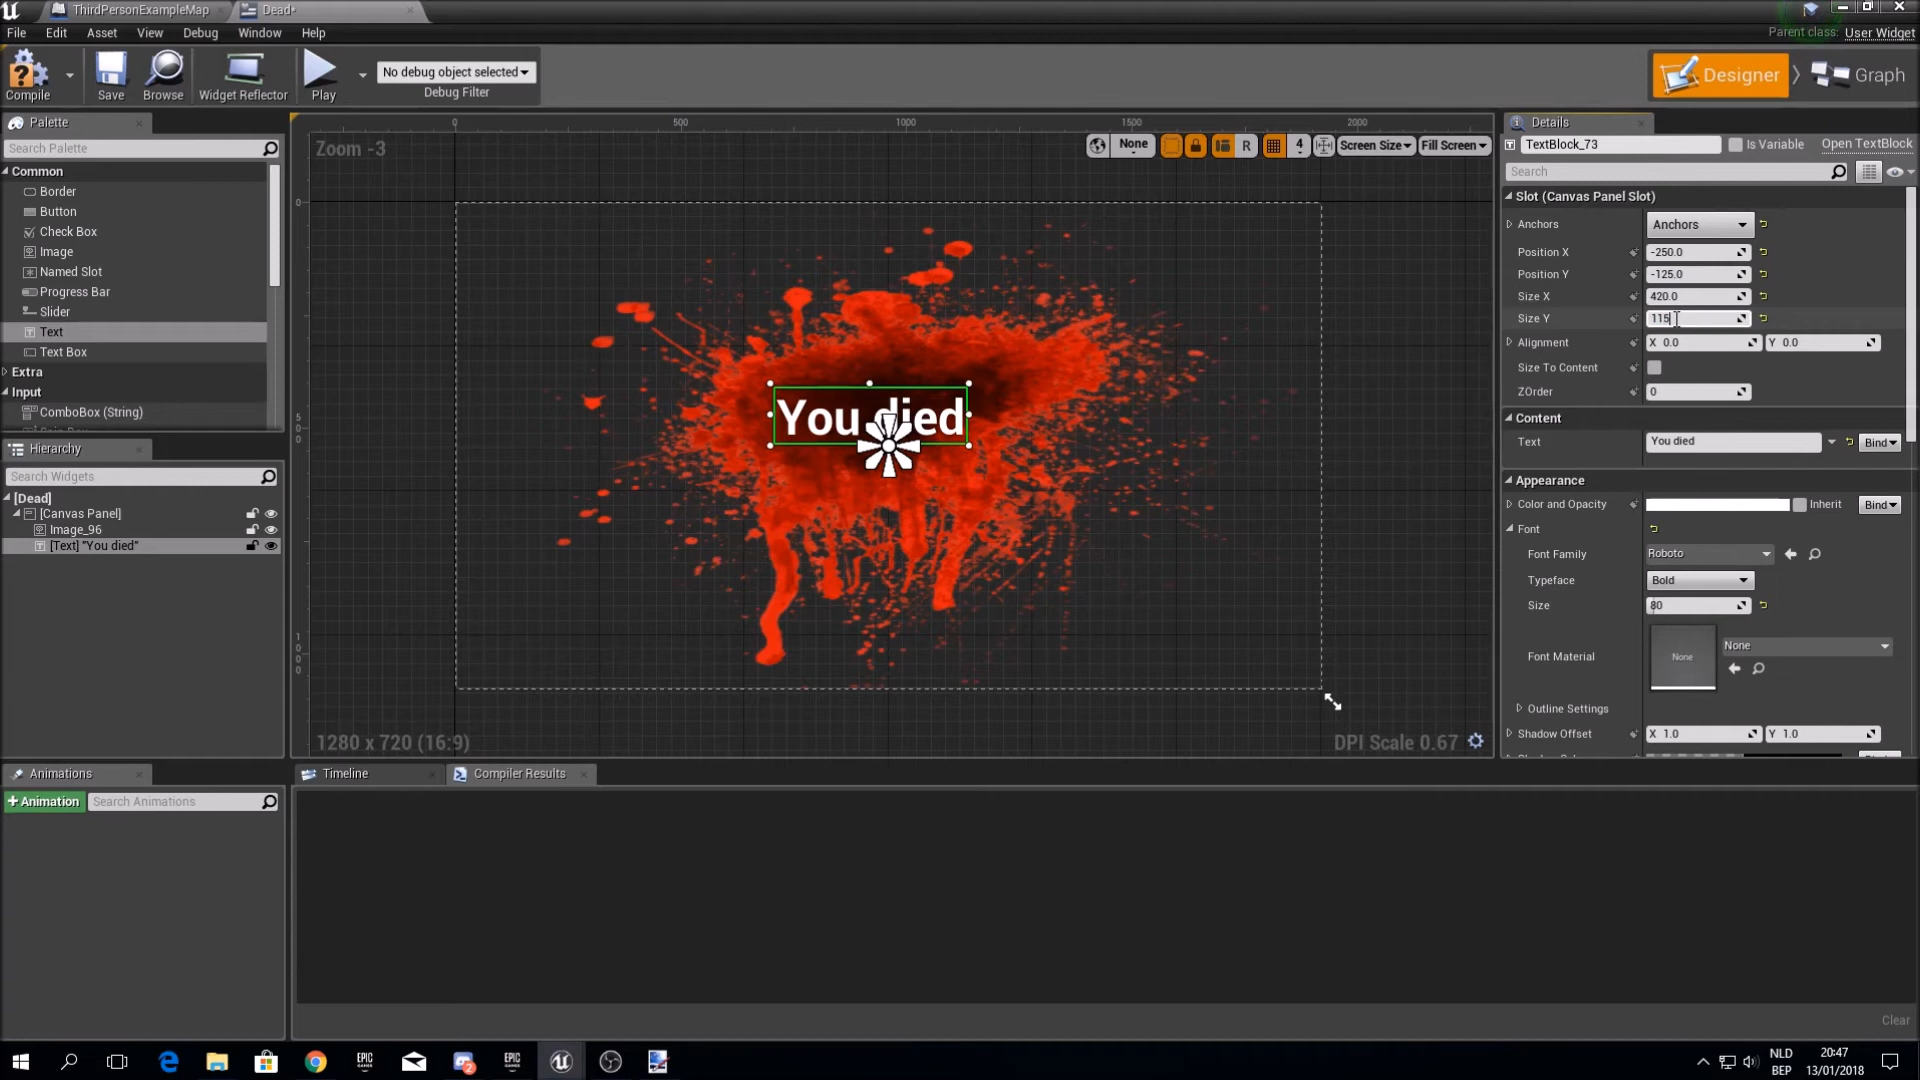 ThirdPersonExampleMap
Dead*
File
Edit
Asset
View
Debug
Window
Help
Parent class:
User Widget
Compile
Save
Browse
Widget Reflector
Play
No debug object selected
Debug Filter
Designer
Graph
Palette
Search Palette
Common
Border
Button
Check Box
Image
Named Slot
Progress Bar
Slider
Text
Text Box
Extra
Input
ComboBox (String)
Hierarchy
Search Widgets
[Dead]
[Canvas Panel]
Image_96
[Text] "You died"
Animations
+Animation
Search Animations
0
500
1000
1500
2000
Zoom -3
None
R
4
Screen Size
Fill Screen
0
500
1000
You died
1280 x 720 (16:9)
DPI Scale 0.67
Timeline
Compiler Results
Clear
Details
TextBlock_73
Is Variable
Open TextBlock
Search
Slot (Canvas Panel Slot)
Anchors
Anchors
Position X
-250.0
Position Y
-125.0
Size X
420.0
Size Y
115
Alignment
X 0.0
Y 0.0
Size To Content
ZOrder
0
Content
Text
You died
Bind
Appearance
Color and Opacity
Inherit
Bind
Font
Font Family
Roboto
Typeface
Bold
Size
80
Font Material
None
None
Outline Settings
Shadow Offset
X 1.0
Y 1.0
EPIC GAMES
2
EPIC GAMES
NLD
BEP
20:47
13/01/2018